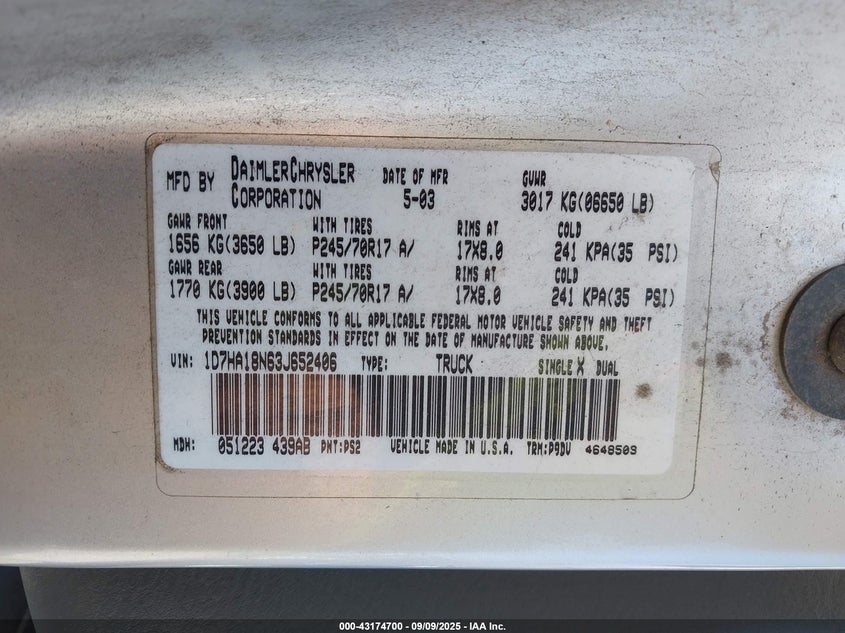 MFD BY DAIMLERCHRYSLER CORPORATION DATE OF MFR 5-03 GVWR 3017 KG(06650 LB)
GAWR FRONT WITH TIRES RIMS AT COLD
1656 KG(3650 LB) P245/70R17 A/ 17X8.0 241 KPA(35 PSI)
GAWR REAR WITH TIRES RIMS AT COLD
1770 KG(3900 LB) P245/70R17 A/ 17X8.0 241 KPA(35 PSI)
THIS VEHICLE CONFORMS TO ALL APPLICABLE FEDERAL MOTOR VEHICLE SAFETY AND THEFT
PREVENTION STANDARDS IN EFFECT ON THE DATE OF MANUFACTURE SHOWN ABOVE.
VIN: 1D7HA18N63J652406 TYPE: TRUCK SINGLE X DUAL
MDH: 051223 439AB PNT:PS2 VEHICLE MADE IN U.S.A. TRM:P9DV 4648509
000-43174700 - 09/09/2025 - IAA Inc.